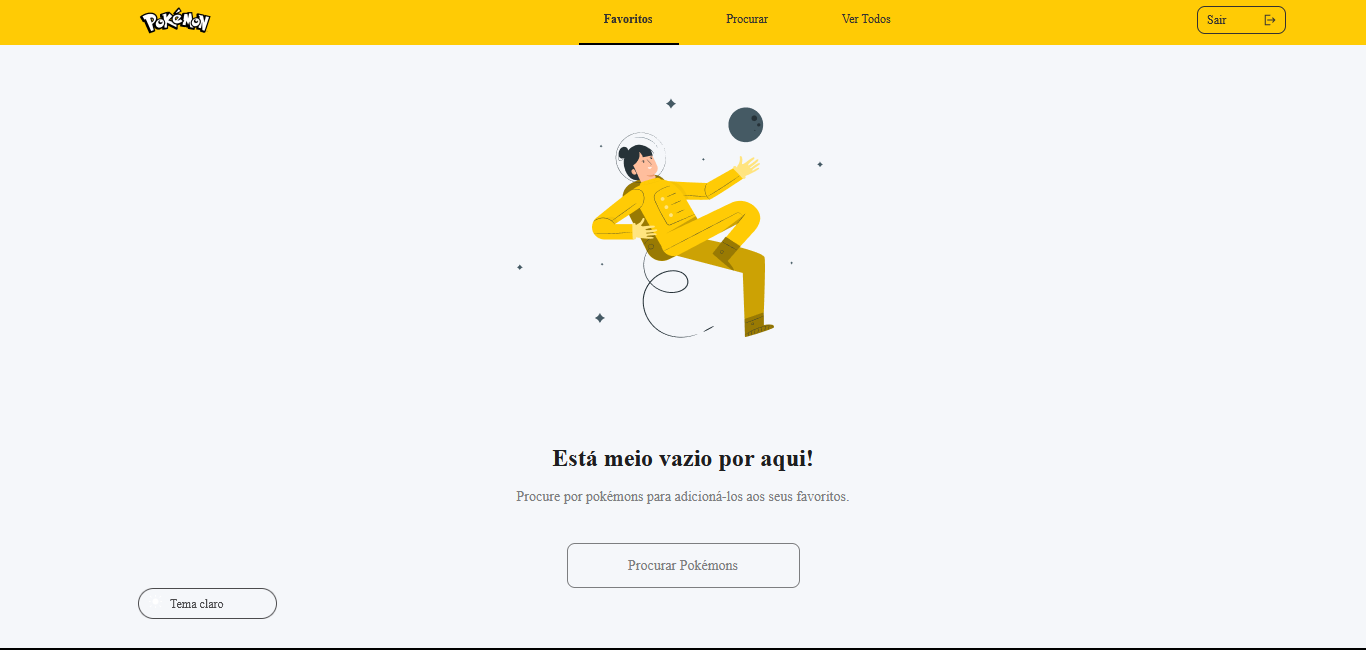 Pokémon
Favoritos
Procurar
Ver Todos
Sair
Está meio vazio por aqui!
Procure por pokémons para adicioná-los aos seus favoritos.
Procurar Pokémons
Tema claro